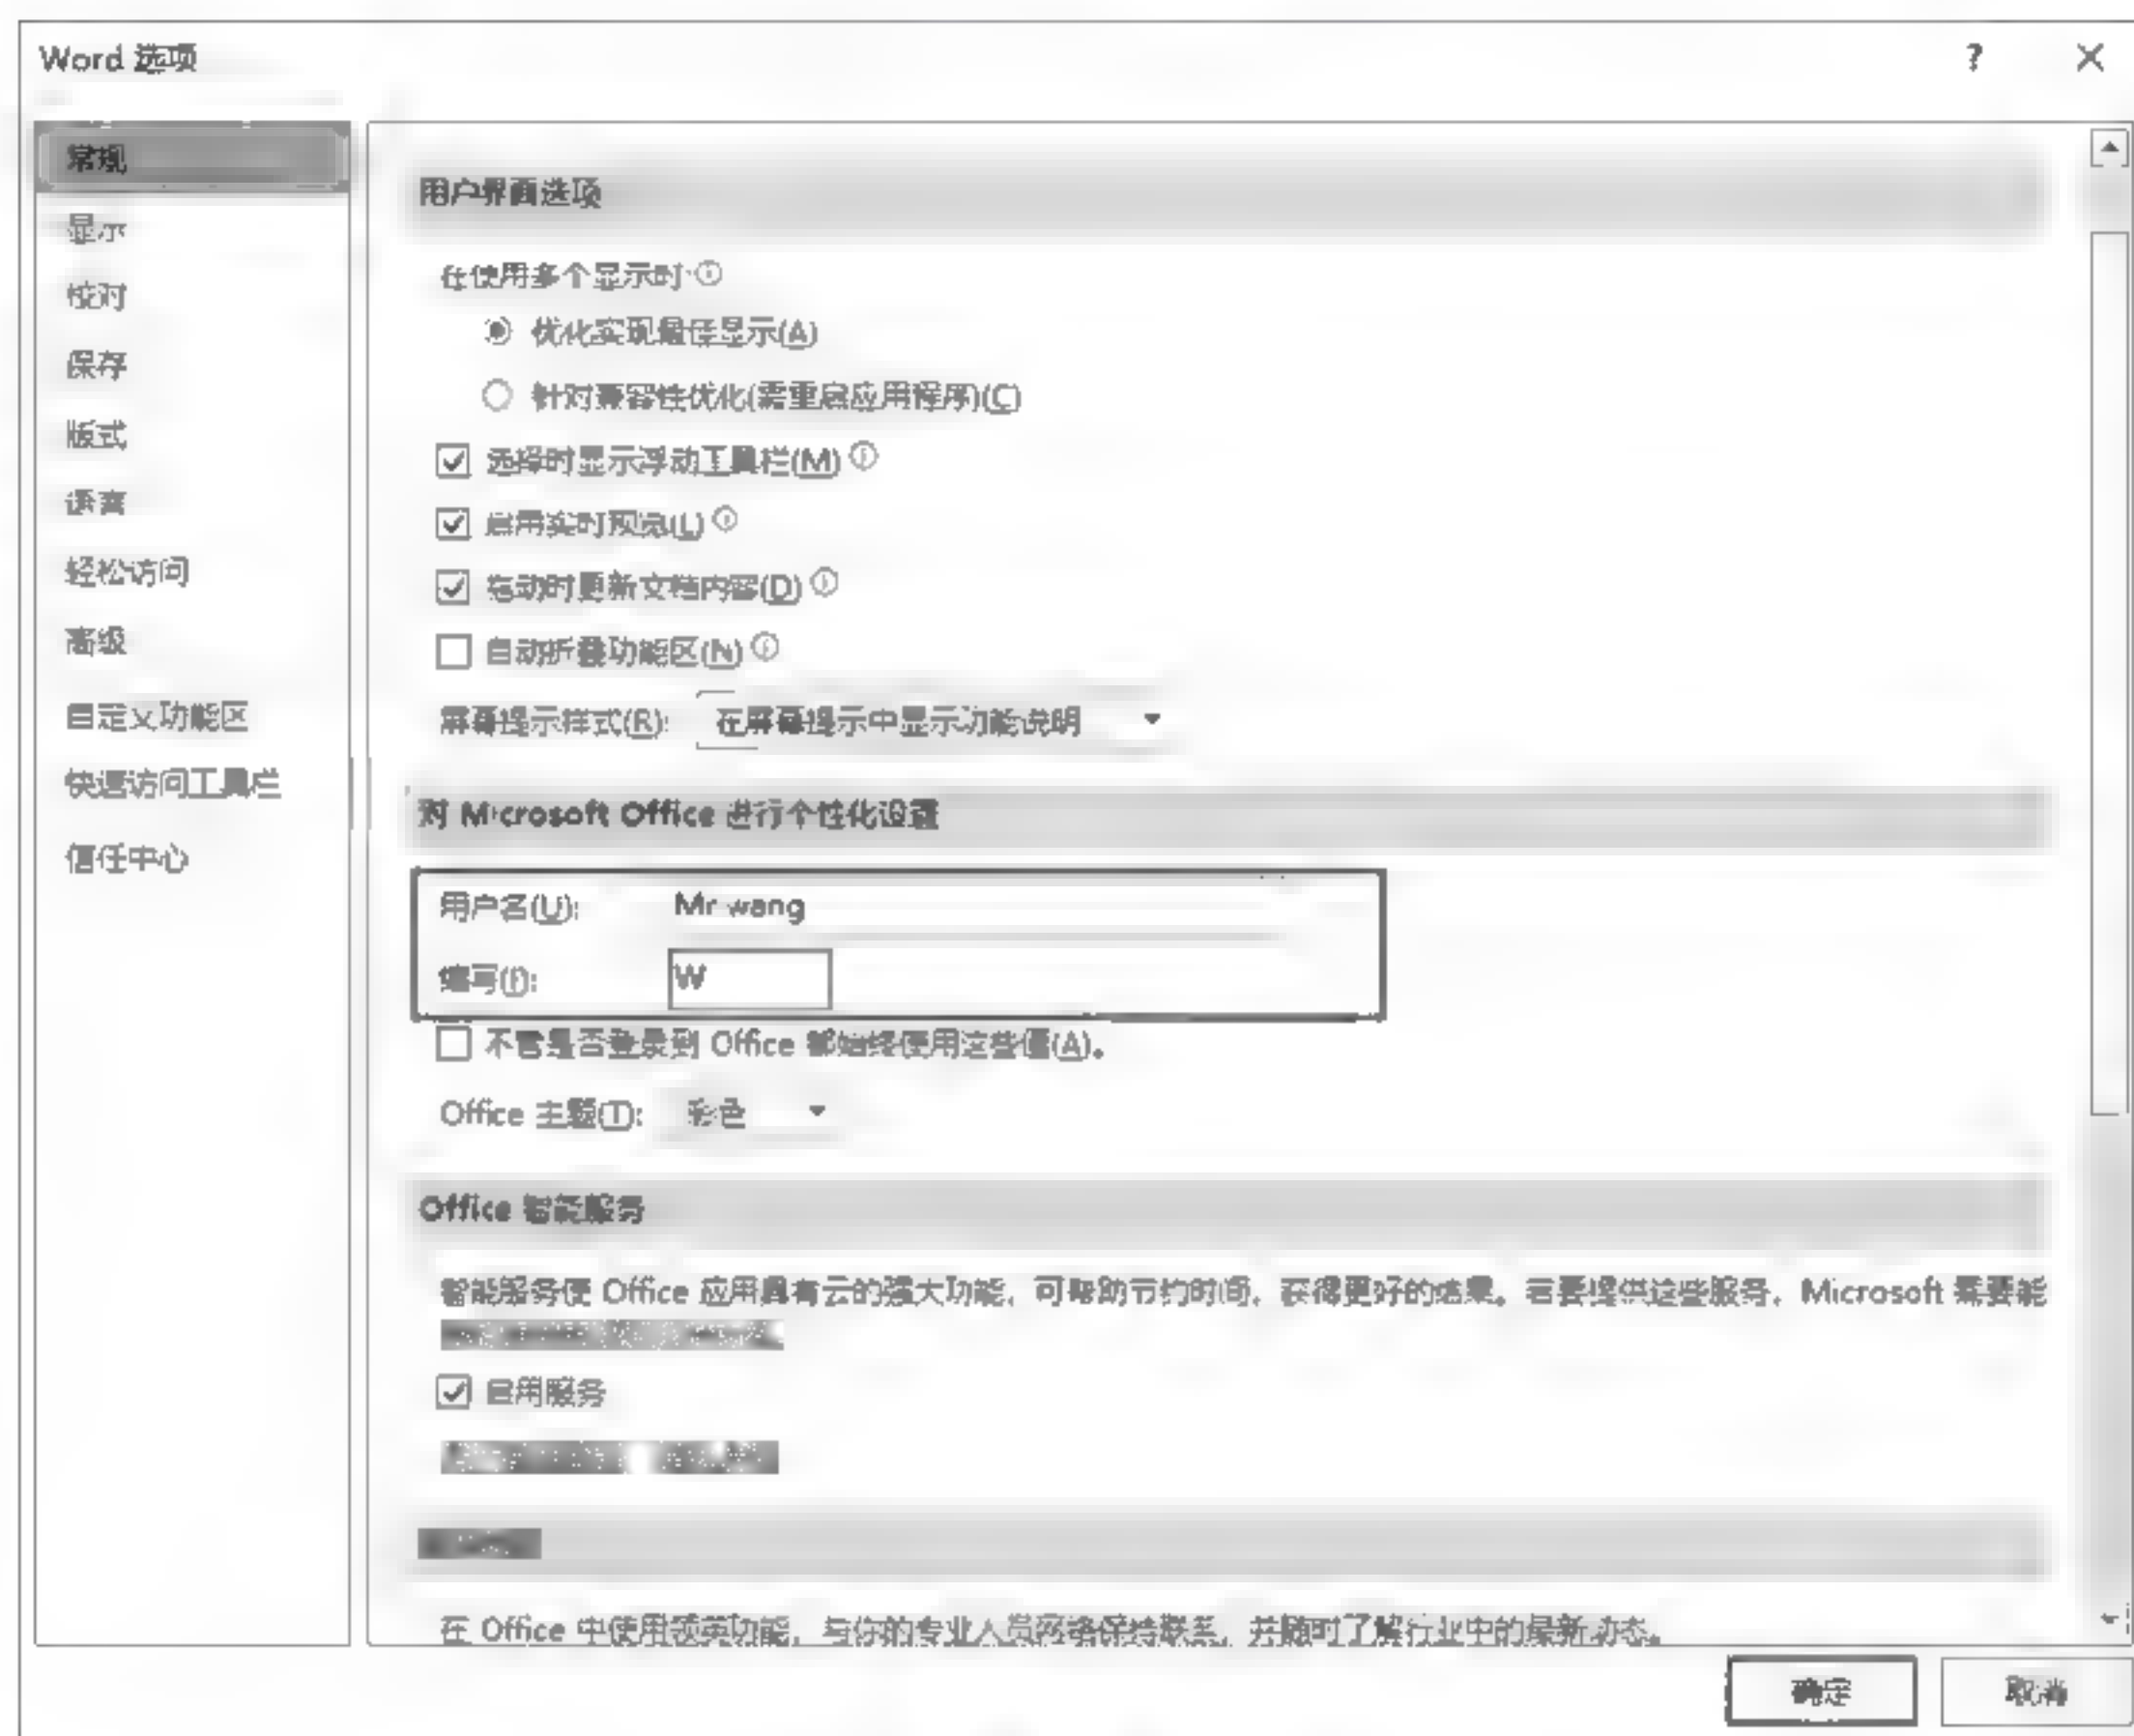 Word 选项
常规
显示
校对
保存
版式
语言
轻松访问
高级
自定义功能区
快速访问工具栏
信任中心
用户界面选项
在使用多个显示时:
优化实现最佳显示(A)
针对兼容性优化(需重启应用程序)(C)
选择时显示浮动工具栏(M)
启用实时预览(L)
拖动时更新文档内容(D)
自动折叠功能区(N)
屏幕提示样式(R): 在屏幕提示中显示功能说明
对 Microsoft Office 进行个性化设置
用户名(U): Mr wang
缩写(I): W
不管是否登录到 Office 都始终使用这些值(A)。
Office 主题(T): 彩色
Office 智能服务
智能服务使 Office 应用具有云的强大功能，可帮助节约时间，获得更好的结果。若要提供这些服务，Microsoft 需要能
启用服务
在 Office 中使用领英功能，与你的专业人员网络保持联系，并随时了解行业中的最新动态。
确定 取消